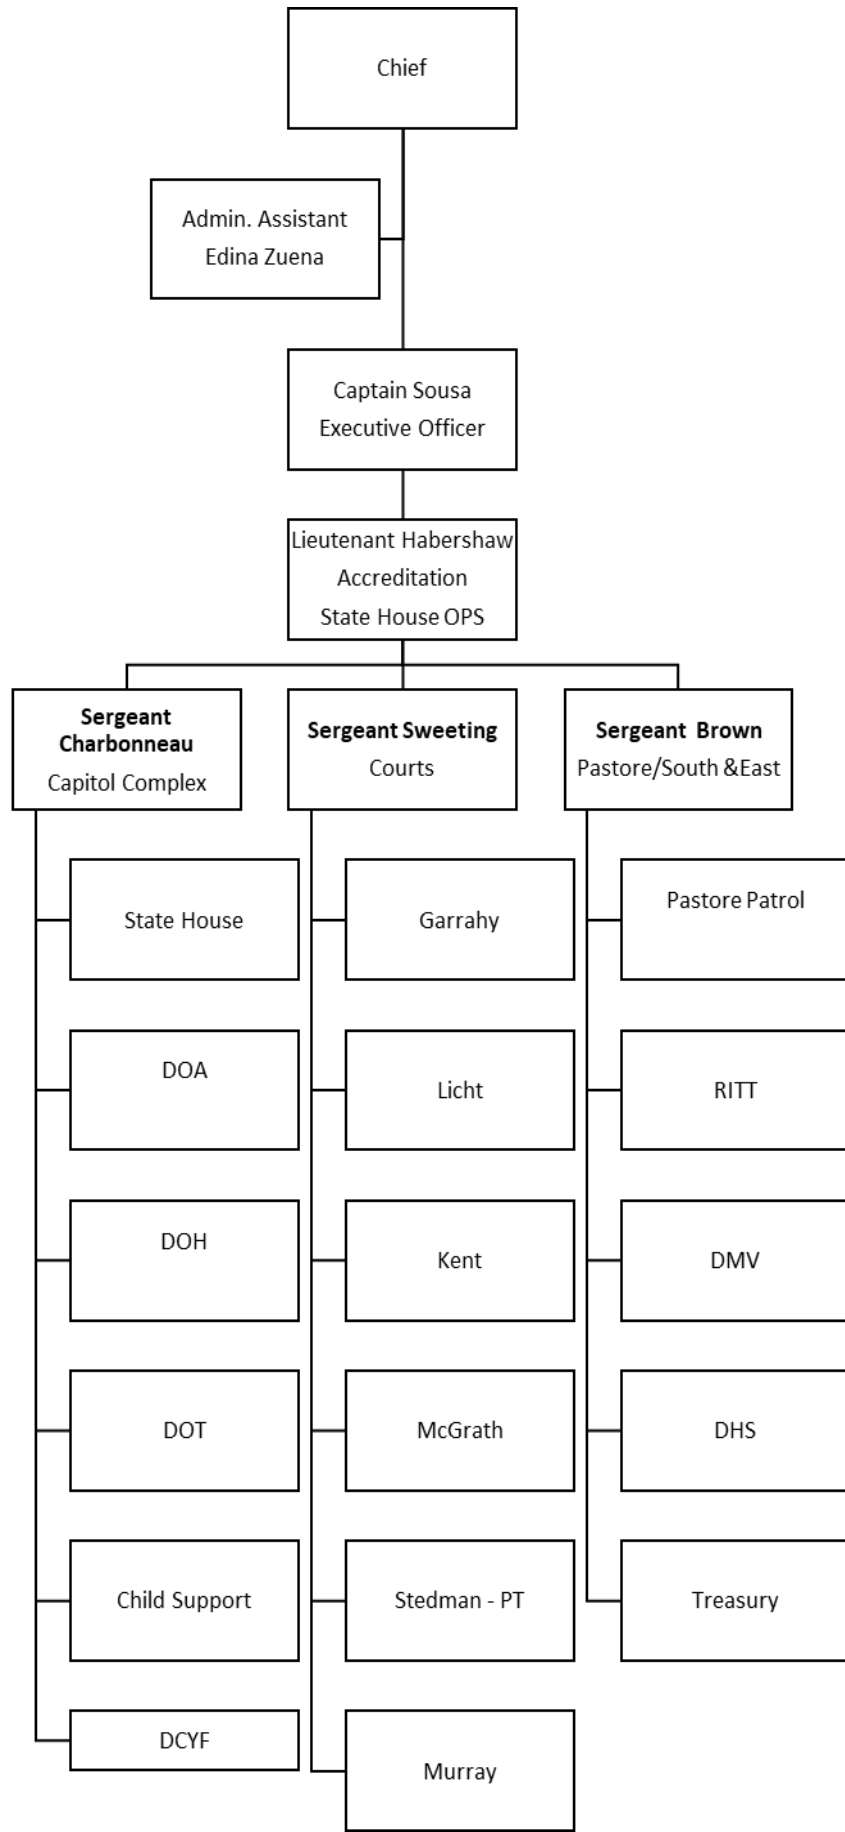 Chief
Admin. Assistant
Edina Zuena
Captain Sousa
Executive Officer
Lieutenant Habershaw
Accreditation
State House OPS
Sergeant
Charbonneau
Capitol Complex
Sergeant Sweeting
Courts
Sergeant Brown
Pastore/South &East
State House
Garrahy
Pastore Patrol
DOA
Licht
RITT
DOH
Kent
DMV
DOT
McGrath
DHS
Child Support
Stedman - PT
Treasury
DCYF
Murray